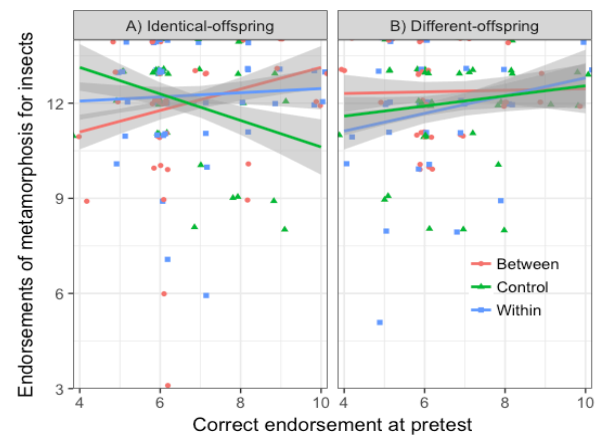 A) Identical-offspring
B) Different-offspring
Endorsements of metamorphosis for insects
12
9
6
3
Between
Control
Within
4 6 8 10 4 6 8 10
Correct endorsement at pretest